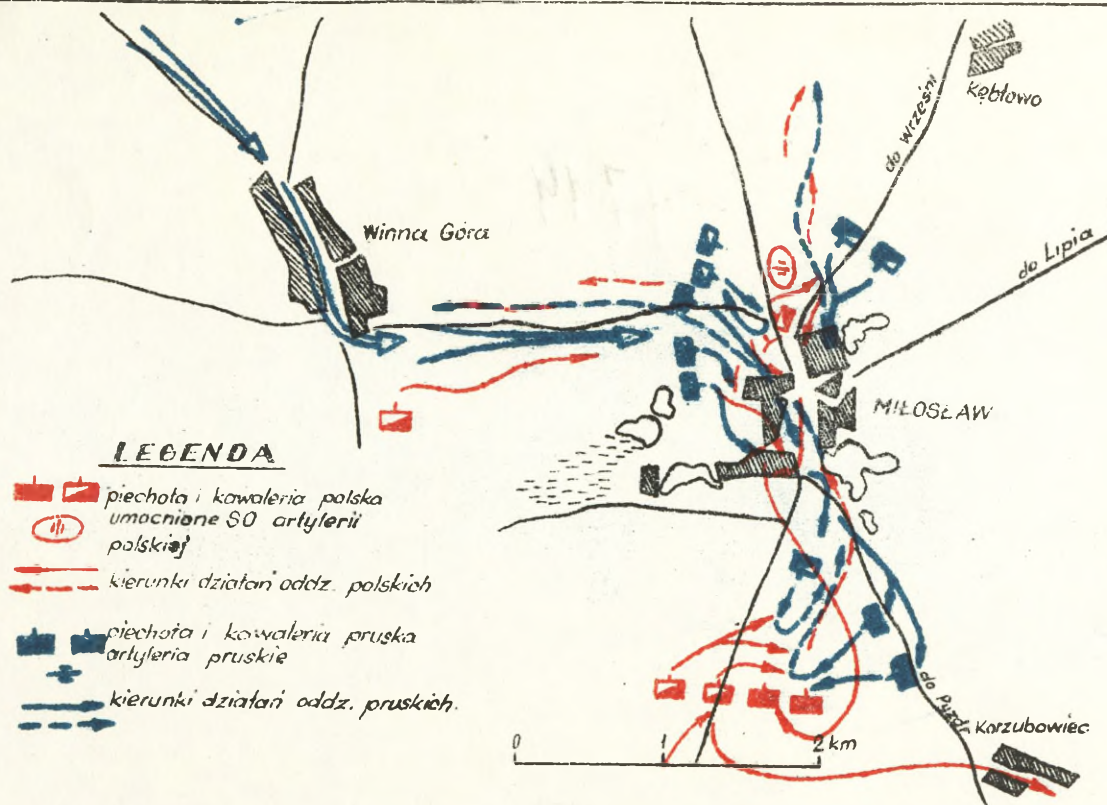 Kębłowo
do Wrześni
do Lipia
Winna Góra
MIŁOSŁAW
LEGENDA
piechota i kawaleria polska
umocnione SO artylerii
polskiej
kierunki działań oddz. polskich
piechota i kawaleria pruska
artyleria pruskie
kierunki działań oddz. pruskich.
do Pyzdr
Korzubowiec
0 1 2 km